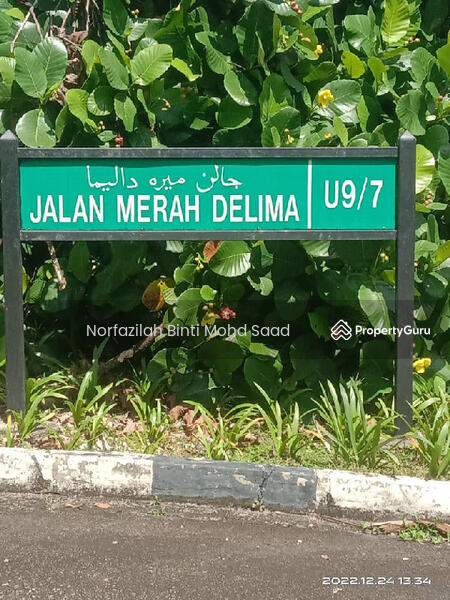 جالن ميره داليما
JALAN MERAH DELIMA U9/7
Norfazilah Binti Mohd Saad
PropertyGuru
2022.12.24 13:34